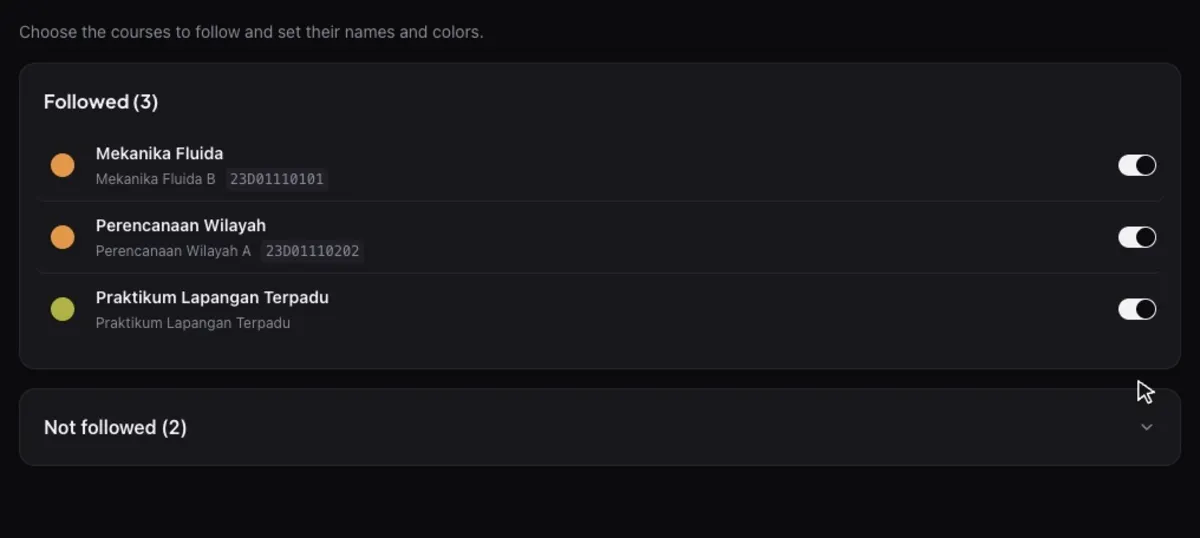 Choose the courses to follow and set their names and colors.
Followed (3)
Mekanika Fluida
Mekanika Fluida B 23D01110101
Perencanaan Wilayah
Perencanaan Wilayah A 23D01110202
Praktikum Lapangan Terpadu
Praktikum Lapangan Terpadu
Not followed (2)